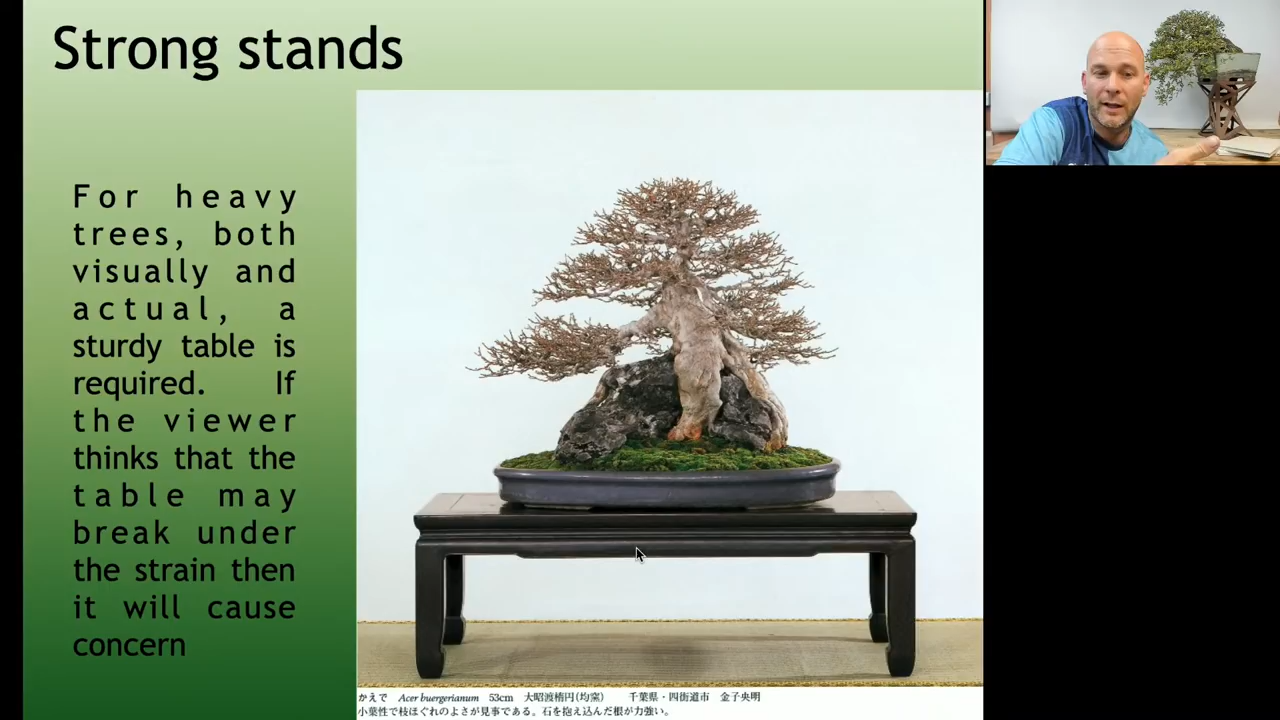 Strong stands
For heavy
trees, both
visually and
actual, a
sturdy table is
required. If
the viewer
thinks that the
table may
break under
the strain then
it will cause
concern
かえで Acer buergerianum 53cm 大昭渡楕円(均窯) 千葉県・四街道市 金子央明
小葉性で枝ほぐれのよさが見事である。石を抱え込んだ根が力強い。